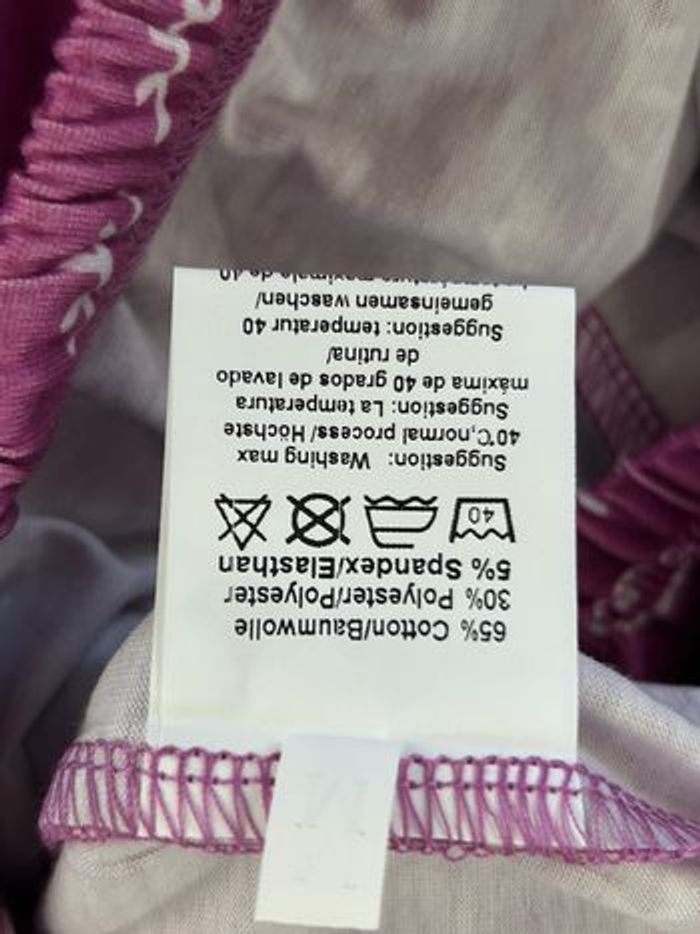 65% Cotton/Baumwolle
30% Polyester/Polyester
5% Spandex/Elasthan
40
Suggestion: Washing max
40℃,normal process/ Höchste
Suggestion: La temperatura
máxima de 40 grados de lavado
de rutina/
Suggestion: temperatur 40
gemeinsamen waschen/